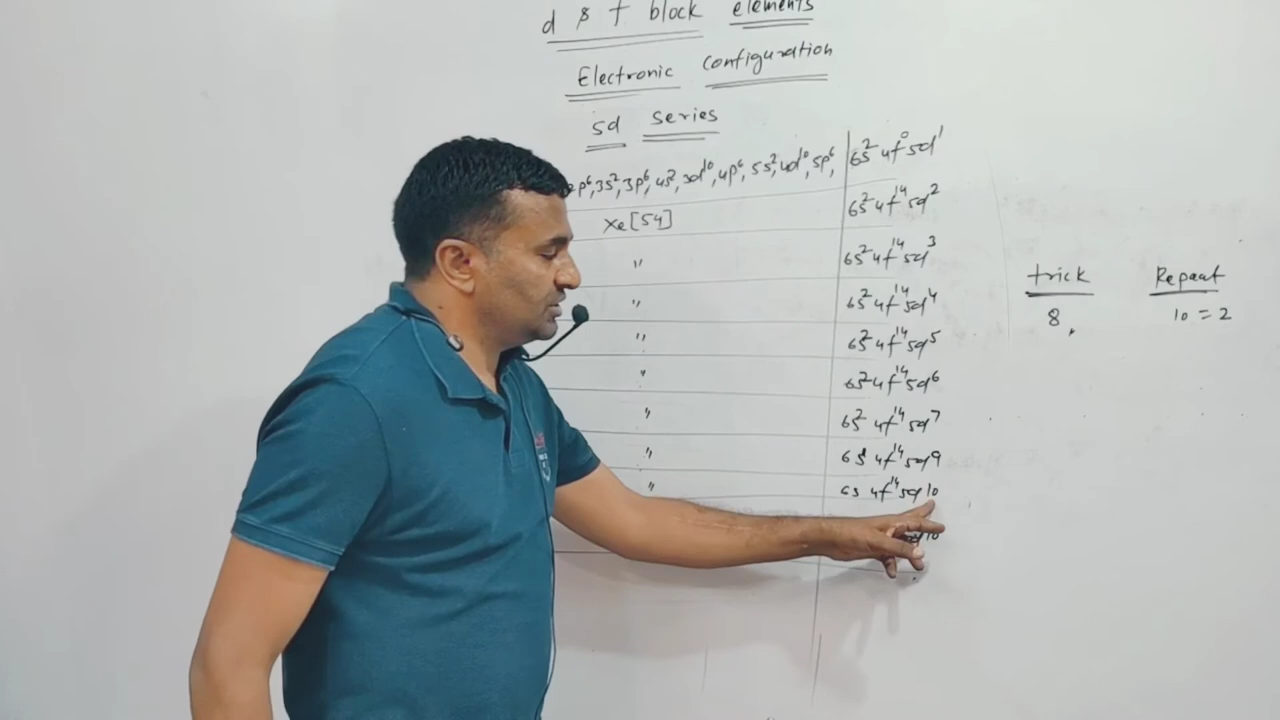 d & f block elements
Electronic configuration
5d series
2p⁶, 3s², 3p⁶, 4s², 3d¹⁰, 4p⁶, 5s², 4d¹⁰, 5p⁶, 6s² 4f⁰ 5d¹
Xe[54] 6s² 4f¹⁴ 5d²
" 6s² 4f¹⁴ 5d³
" 6s² 4f¹⁴ 5d⁴
" 6s² 4f¹⁴ 5d⁵
" 6s² 4f¹⁴ 5d⁶
" 6s² 4f¹⁴ 5d⁷
" 6s¹ 4f¹⁴ 5d⁹
" 6s 4f¹⁴ 5d¹⁰
5d¹⁰
trick Repeat
8, 10 = 2